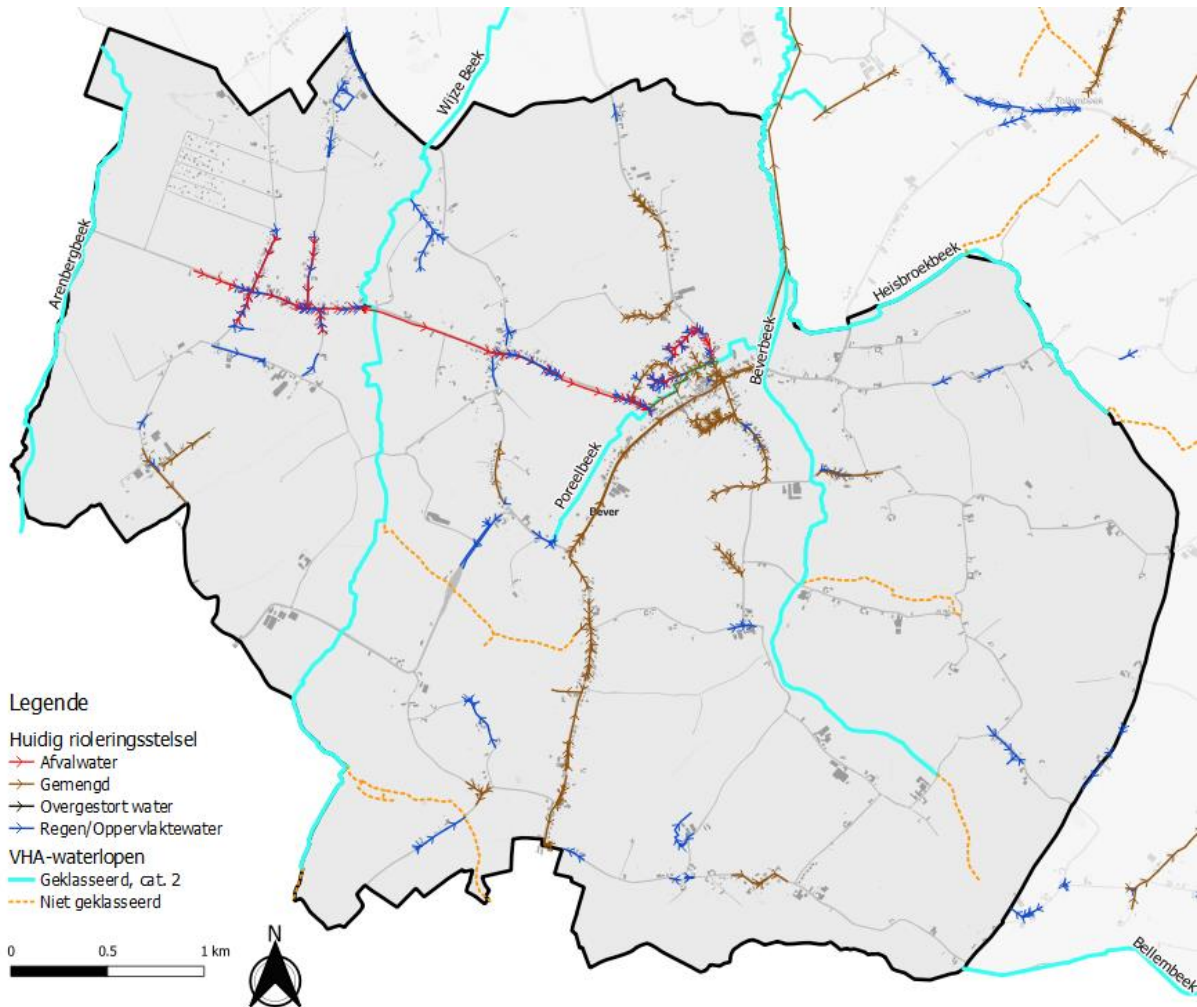 Wijze Beek
Tollembeek
Arenbergbeek
Heisbroekbeek
Beverbeek
Poreelbeek
Bever
Legende
Huidig rioleringsstelsel
Afvalwater
Gemengd
Overgestort water
Regen/Oppervlaktewater
VHA-waterlopen
Geklasseerd, cat. 2
Niet geklasseerd
N
0 0.5 1 km
Bellembeek